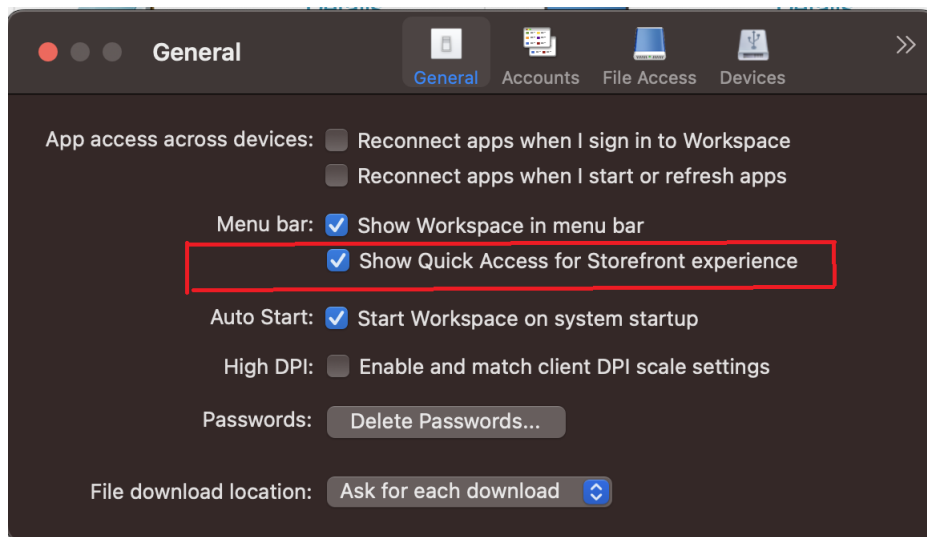 General
General
Accounts
File Access
Devices
App access across devices: Reconnect apps when I sign in to Workspace
Reconnect apps when I start or refresh apps
Menu bar: Show Workspace in menu bar
Show Quick Access for Storefront experience
Auto Start: Start Workspace on system startup
High DPI: Enable and match client DPI scale settings
Passwords: Delete Passwords...
File download location: Ask for each download